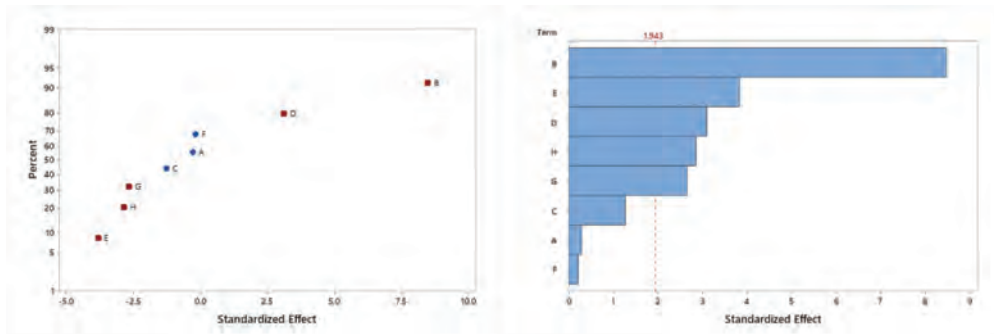 99
95
90
80
70
60
50
40
30
20
10
5
1
Percent
B
D
F
A
C
G
H
E
-5.0 -2.5 0.0 2.5 5.0 7.5 10.0
Standardized Effect
Term
1.943
B
E
D
H
G
C
A
F
0 1 2 3 4 5 6 7 8 9
Standardized Effect